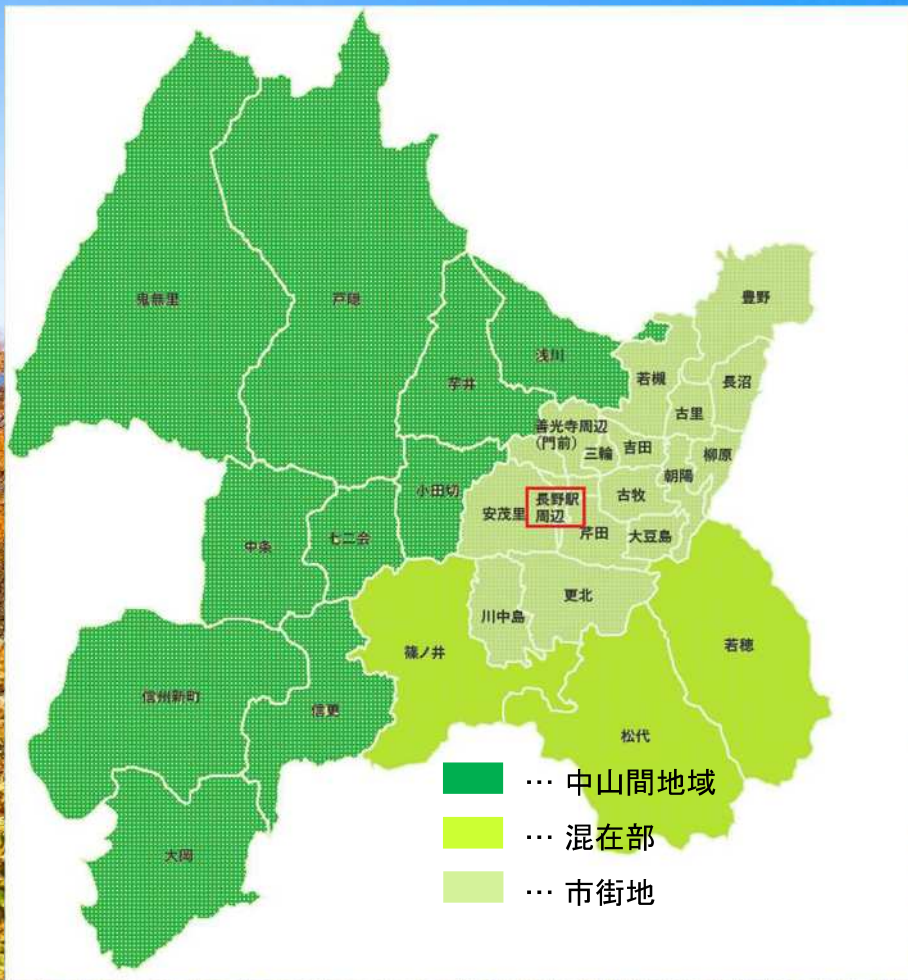 豊野
鬼無里
戸隠
浅川
若槻
長沼
芋井
古里
善光寺周辺
(門前)
三輪
吉田
柳原
朝陽
小田切
古牧
長野駅
周辺
安茂里
芹田
大豆島
中条
七二会
更北
川中島
若穂
篠ノ井
信州新町
信更
松代
… 中山間地域
… 混在部
大岡
… 市街地